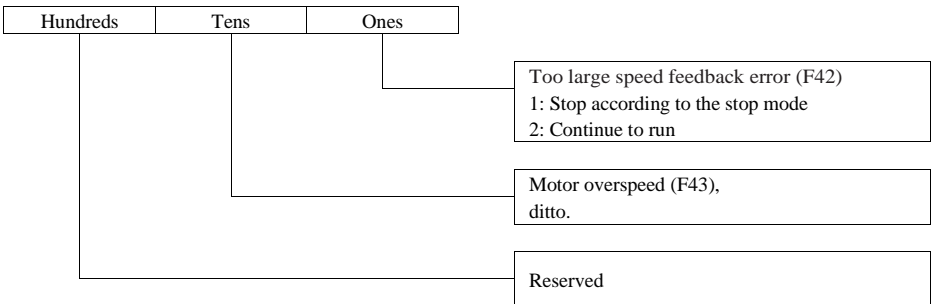 Hundreds Tens Ones
Too large speed feedback error (F42)
1: Stop according to the stop mode
2: Continue to run
Motor overspeed (F43),
ditto.
Reserved